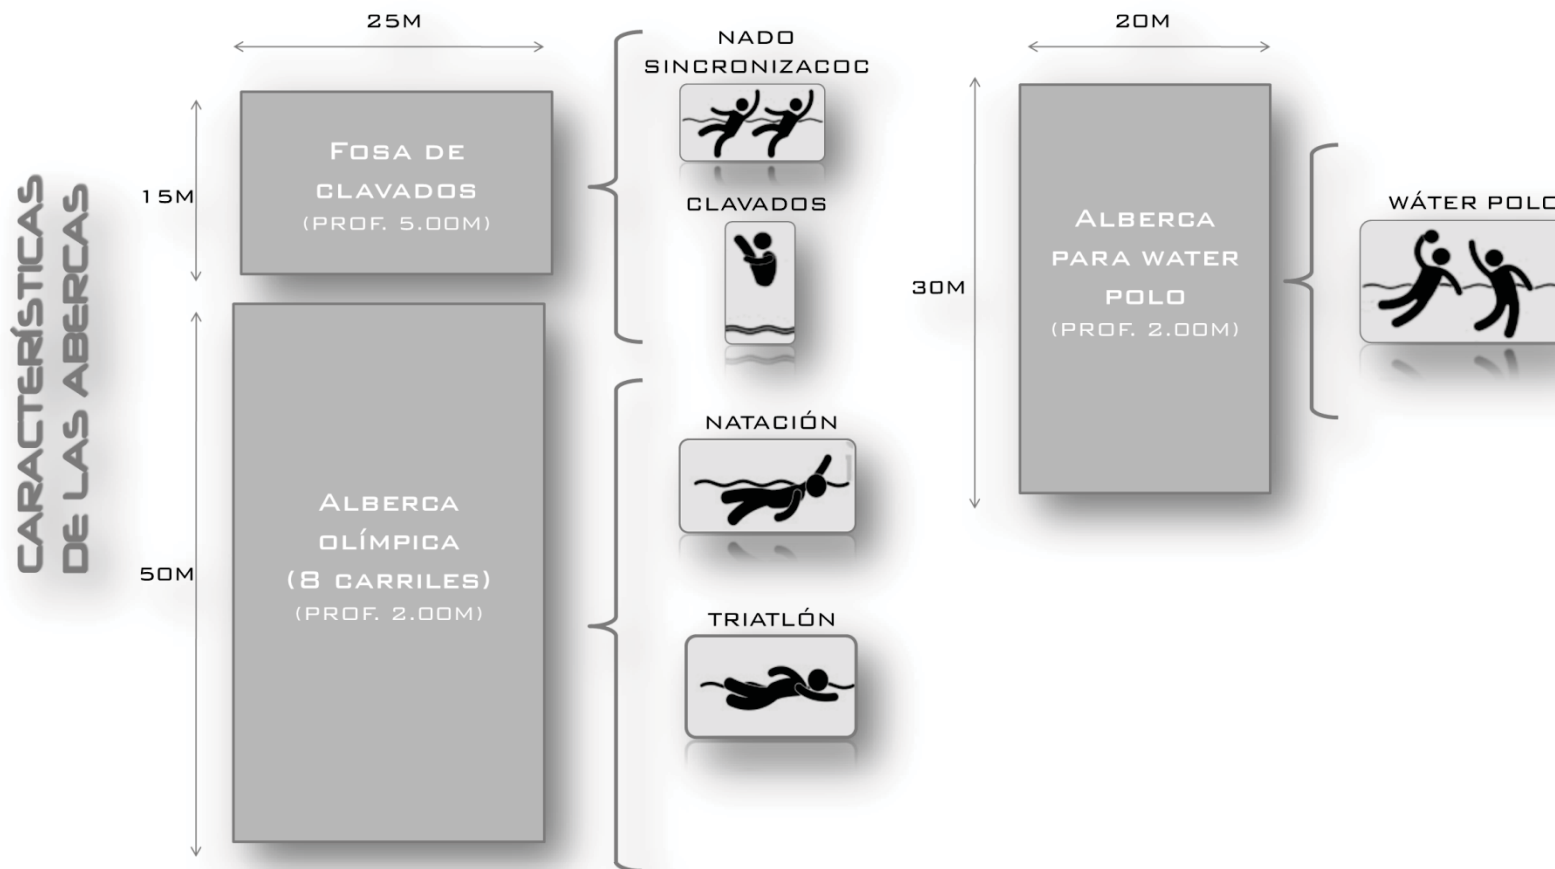 CARACTERÍSTICAS
DE LAS ABERCAS
25M
15M
FOSA DE
CLAVADOS
(PROF. 5.00M)
50M
ALBERCA
OLÍMPICA
(8 CARRILES)
(PROF. 2.00M)
NADO
SINCRONIZACOC
CLAVADOS
NATACIÓN
TRIATLÓN
20M
30M
ALBERCA
PARA WATER
POLO
(PROF. 2.00M)
WÁTER POLO